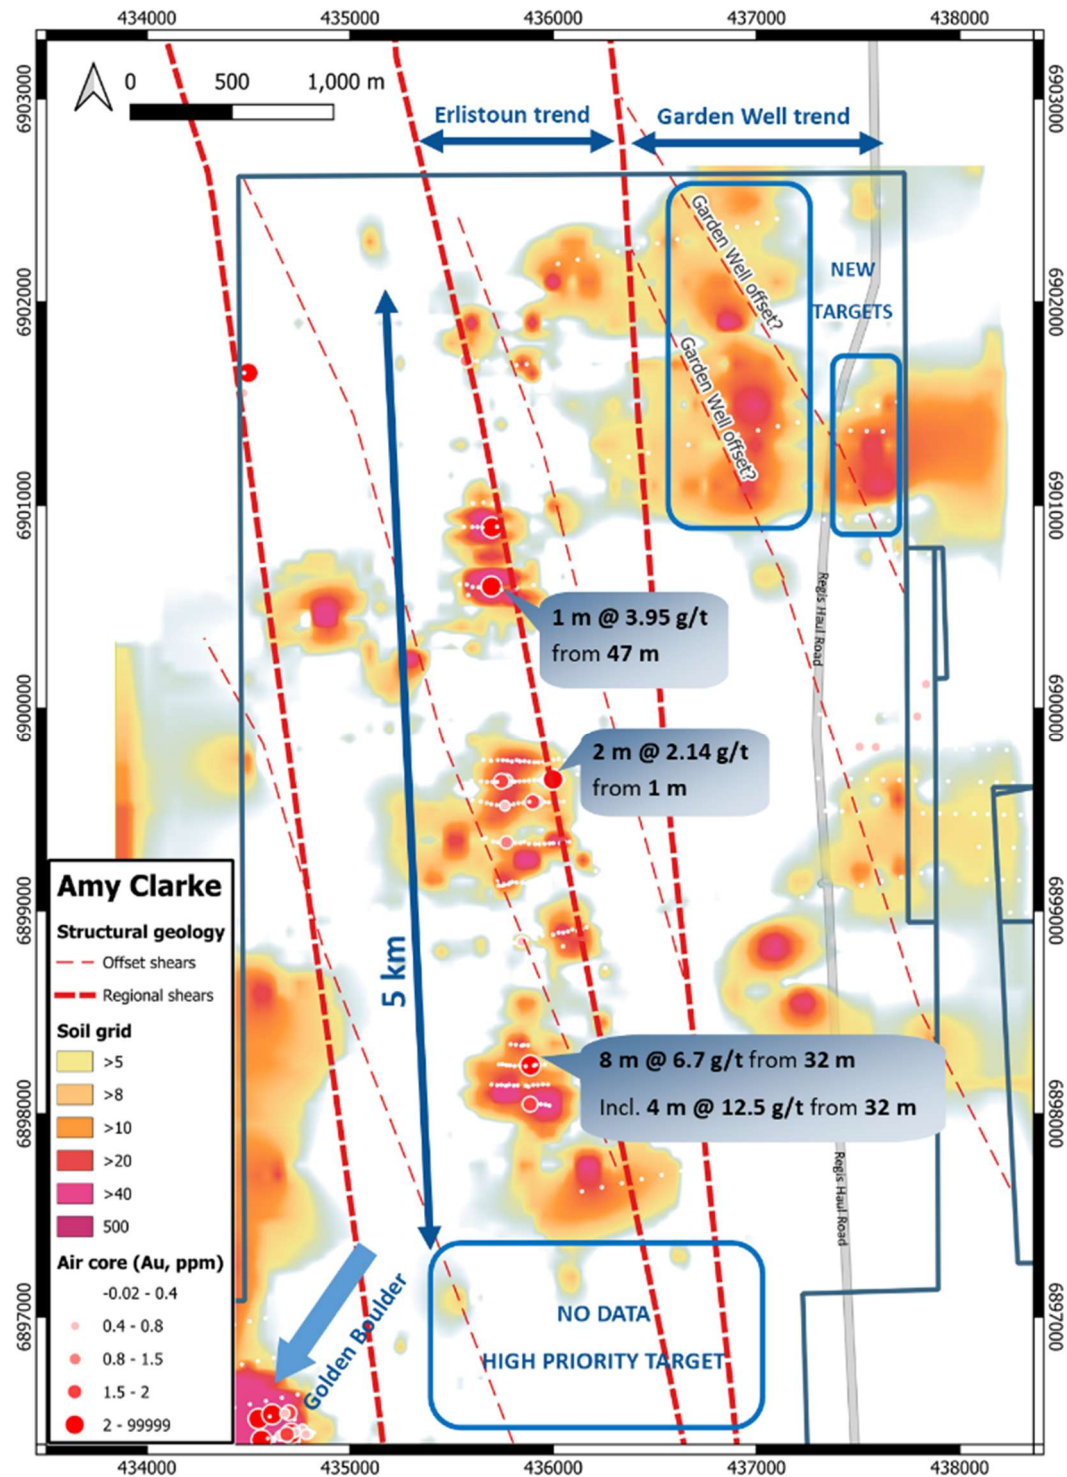 434000 435000 436000 437000 438000
6903000
6902000
6901000
6900000
6899000
6898000
6897000
6903000
6902000
6901000
6900000
6899000
6898000
6897000
0 500 1,000 m
Erlistoun trend
Garden Well trend
Garden Well offset?
Garden Well offset?
NEW
TARGETS
Regis Haul Road
1 m @ 3.95 g/t
from 47 m
2 m @ 2.14 g/t
from 1 m
5 km
8 m @ 6.7 g/t from 32 m
Incl. 4 m @ 12.5 g/t from 32 m
Regis Haul Road
NO DATA
HIGH PRIORITY TARGET
Golden Boulder
Amy Clarke
Structural geology
Offset shears
Regional shears
Soil grid
>5
>8
>10
>20
>40
500
Air core (Au, ppm)
-0.02 - 0.4
0.4 - 0.8
0.8 - 1.5
1.5 - 2
2 - 99999
434000 435000 436000 437000 438000